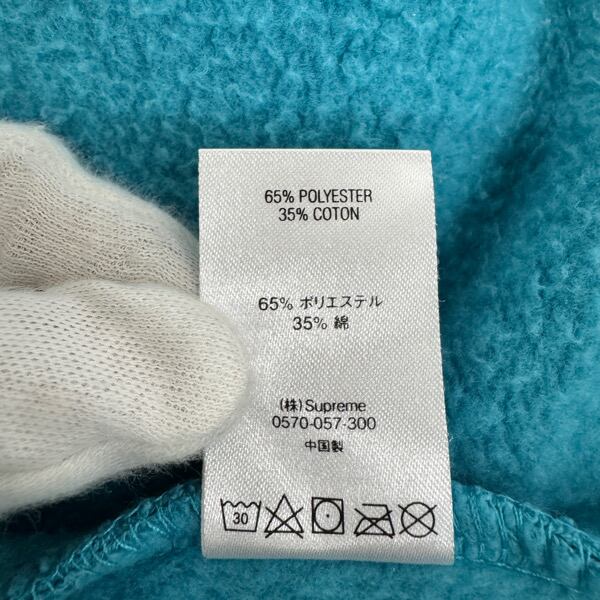 65% POLYESTER
35% COTON
65% ポリエステル
35% 綿
(株)Supreme
0570-057-300
中国製
30